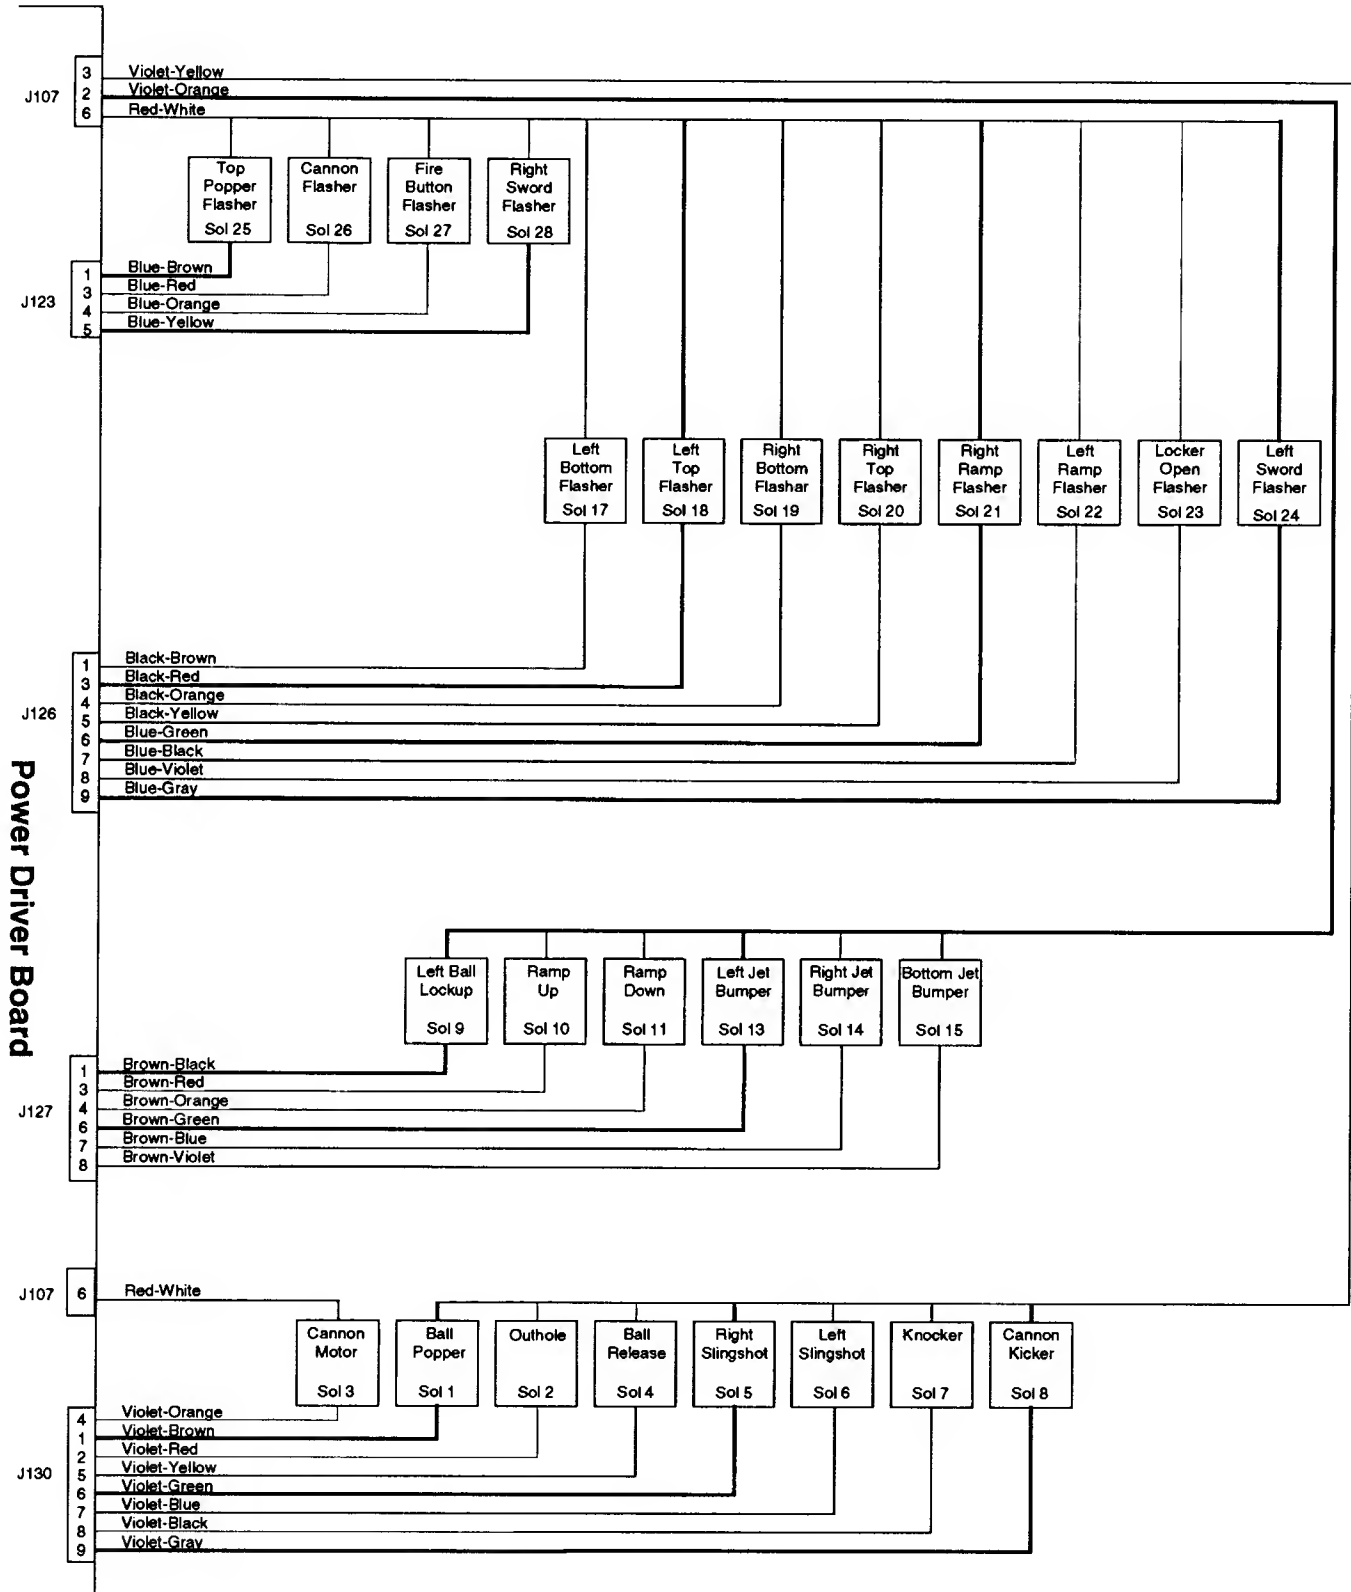 J107
3 Violet-Yellow
2 Violet-Orange
6 Red-White
Top Popper Flasher Sol 25
Cannon Flasher Sol 26
Fire Button Flasher Sol 27
Right Sword Flasher Sol 28
J123
1 Blue-Brown
3 Blue-Red
4 Blue-Orange
5 Blue-Yellow
Left Bottom Flasher Sol 17
Left Top Flasher Sol 18
Right Bottom Flashar Sol 19
Right Top Flasher Sol 20
Right Ramp Flasher Sol 21
Left Ramp Flasher Sol 22
Locker Open Flasher Sol 23
Left Sword Flasher Sol 24
J126
1 Black-Brown
3 Black-Red
4 Black-Orange
5 Black-Yellow
6 Blue-Green
7 Blue-Black
8 Blue-Violet
9 Blue-Gray
Power Driver Board
Left Ball Lockup Sol 9
Ramp Up Sol 10
Ramp Down Sol 11
Left Jet Bumper Sol 13
Right Jet Bumper Sol 14
Bottom Jet Bumper Sol 15
J127
1 Brown-Black
3 Brown-Red
4 Brown-Orange
6 Brown-Green
7 Brown-Blue
8 Brown-Violet
J107
6 Red-White
Cannon Motor Sol 3
Ball Popper Sol 1
Outhole Sol 2
Ball Release Sol 4
Right Slingshot Sol 5
Left Slingshot Sol 6
Knocker Sol 7
Cannon Kicker Sol 8
J130
4 Violet-Orange
1 Violet-Brown
2 Violet-Red
5 Violet-Yellow
6 Violet-Green
7 Violet-Blue
8 Violet-Black
9 Violet-Gray